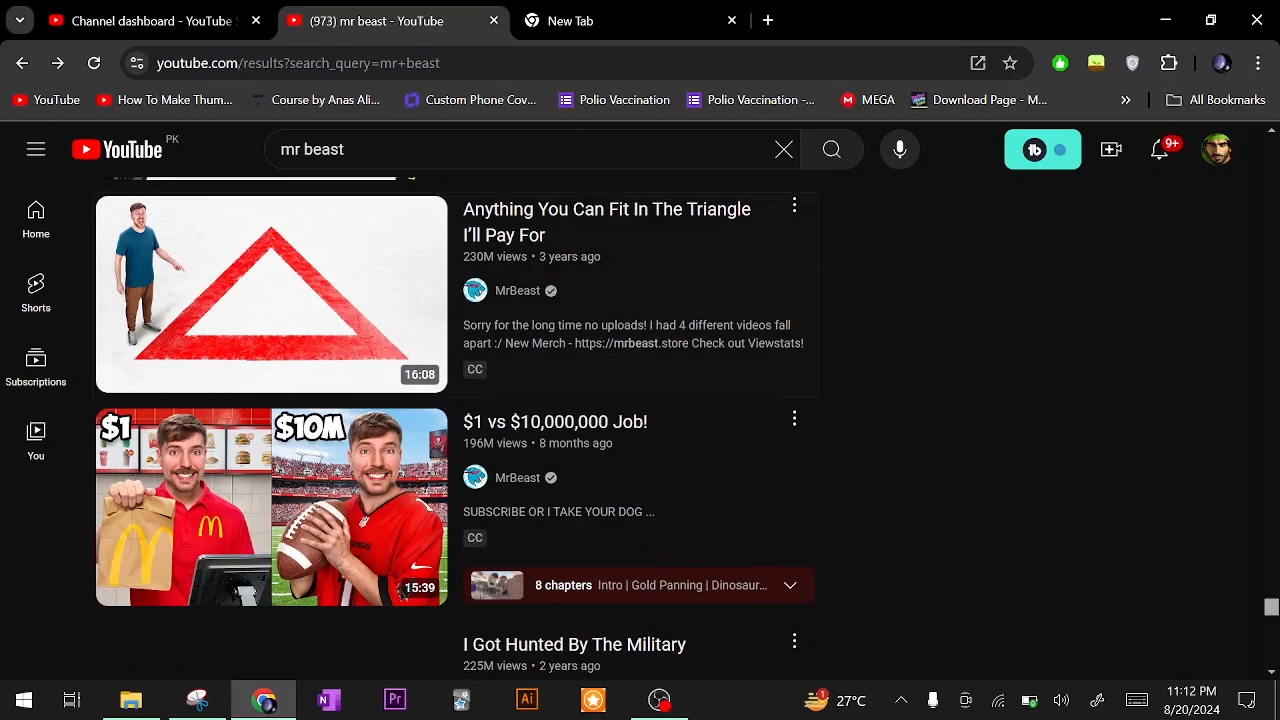 Channel dashboard - YouTube S
(973) mr beast - YouTube
New Tab
youtube.com/results?search_query=mr+beast
YouTube
How To Make Thum...
Course by Anas Ali...
Custom Phone Cov...
Polio Vaccination
Polio Vaccination -...
MEGA
Download Page - M...
All Bookmarks
YouTube PK
mr beast
9+
Home
Shorts
Subscriptions
You
16:08
Anything You Can Fit In The Triangle
I’ll Pay For
230M views • 3 years ago
MrBeast
Sorry for the long time no uploads! I had 4 different videos fall
apart :/ New Merch - https://mrbeast.store Check out Viewstats!
CC
$1
$10M
15:39
$1 vs $10,000,000 Job!
196M views • 8 months ago
MrBeast
SUBSCRIBE OR I TAKE YOUR DOG ...
CC
8 chapters Intro | Gold Panning | Dinosaur...
I Got Hunted By The Military
225M views • 2 years ago
N
Pr
Ai
1
27°C
11:12 PM
8/20/2024